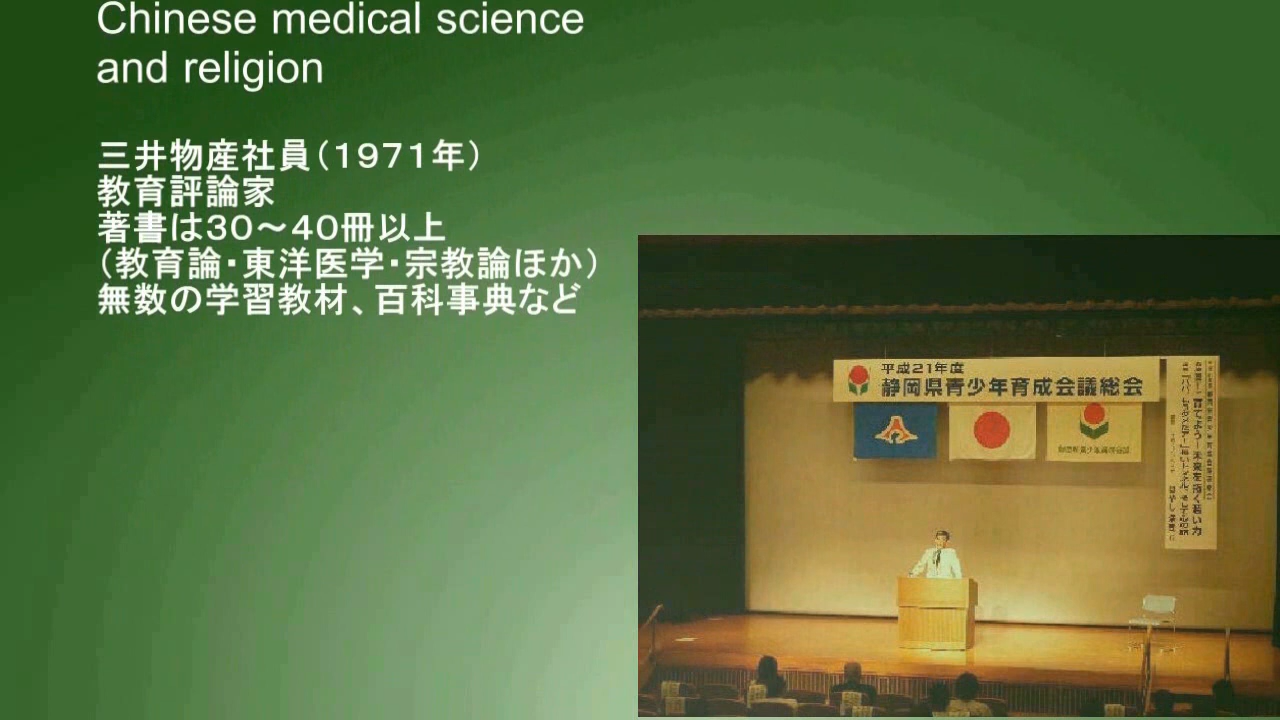 Chinese medical science
and religion
三井物産社員（１９７１年）
教育評論家
著書は３０～４０冊以上
（教育論・東洋医学・宗教論ほか）
無数の学習教材、百科事典など
平成21年度
静岡県青少年育成会議総会